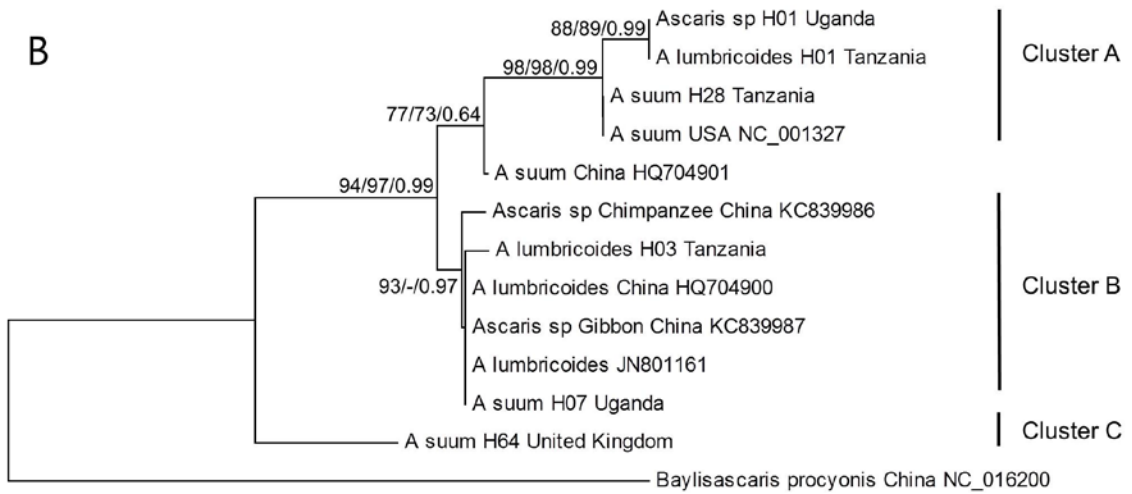 B
88/89/0.99
Ascaris sp H01 Uganda
A lumbricoides H01 Tanzania
Cluster A
98/98/0.99
A suum H28 Tanzania
77/73/0.64
A suum USA NC_001327
A suum China HQ704901
94/97/0.99
Ascaris sp Chimpanzee China KC839986
A lumbricoides H03 Tanzania
93/-/0.97
A lumbricoides China HQ704900
Cluster B
Ascaris sp Gibbon China KC839987
A lumbricoides JN801161
A suum H07 Uganda
A suum H64 United Kingdom
Cluster C
Baylisascaris procyonis China NC_016200